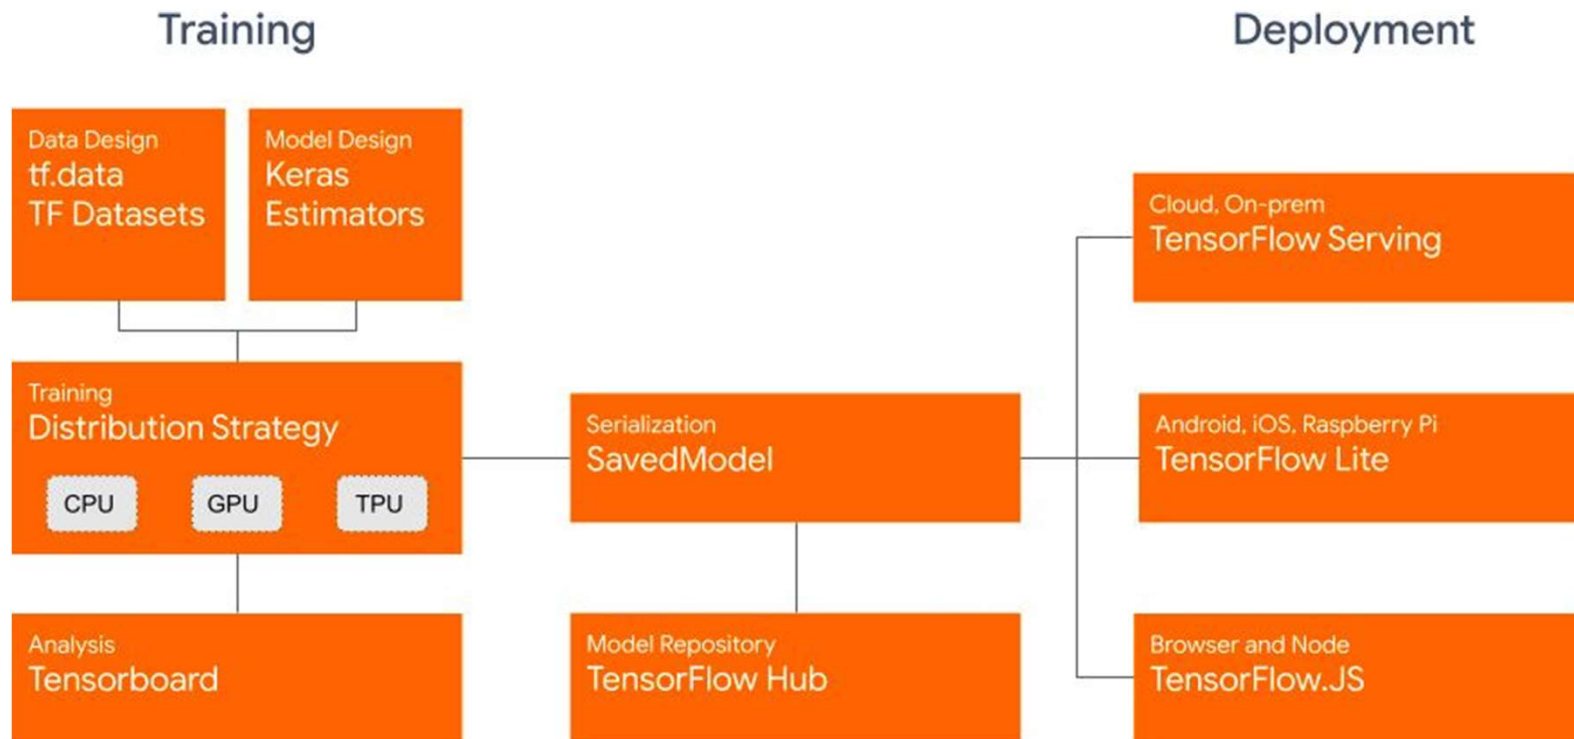 Training
Deployment
Data Design
tf.data
TF Datasets
Model Design
Keras
Estimators
Training
Distribution Strategy
CPU
GPU
TPU
Analysis
Tensorboard
Serialization
SavedModel
Model Repository
TensorFlow Hub
Cloud, On-prem
TensorFlow Serving
Android, iOS, Raspberry Pi
TensorFlow Lite
Browser and Node
TensorFlow.JS